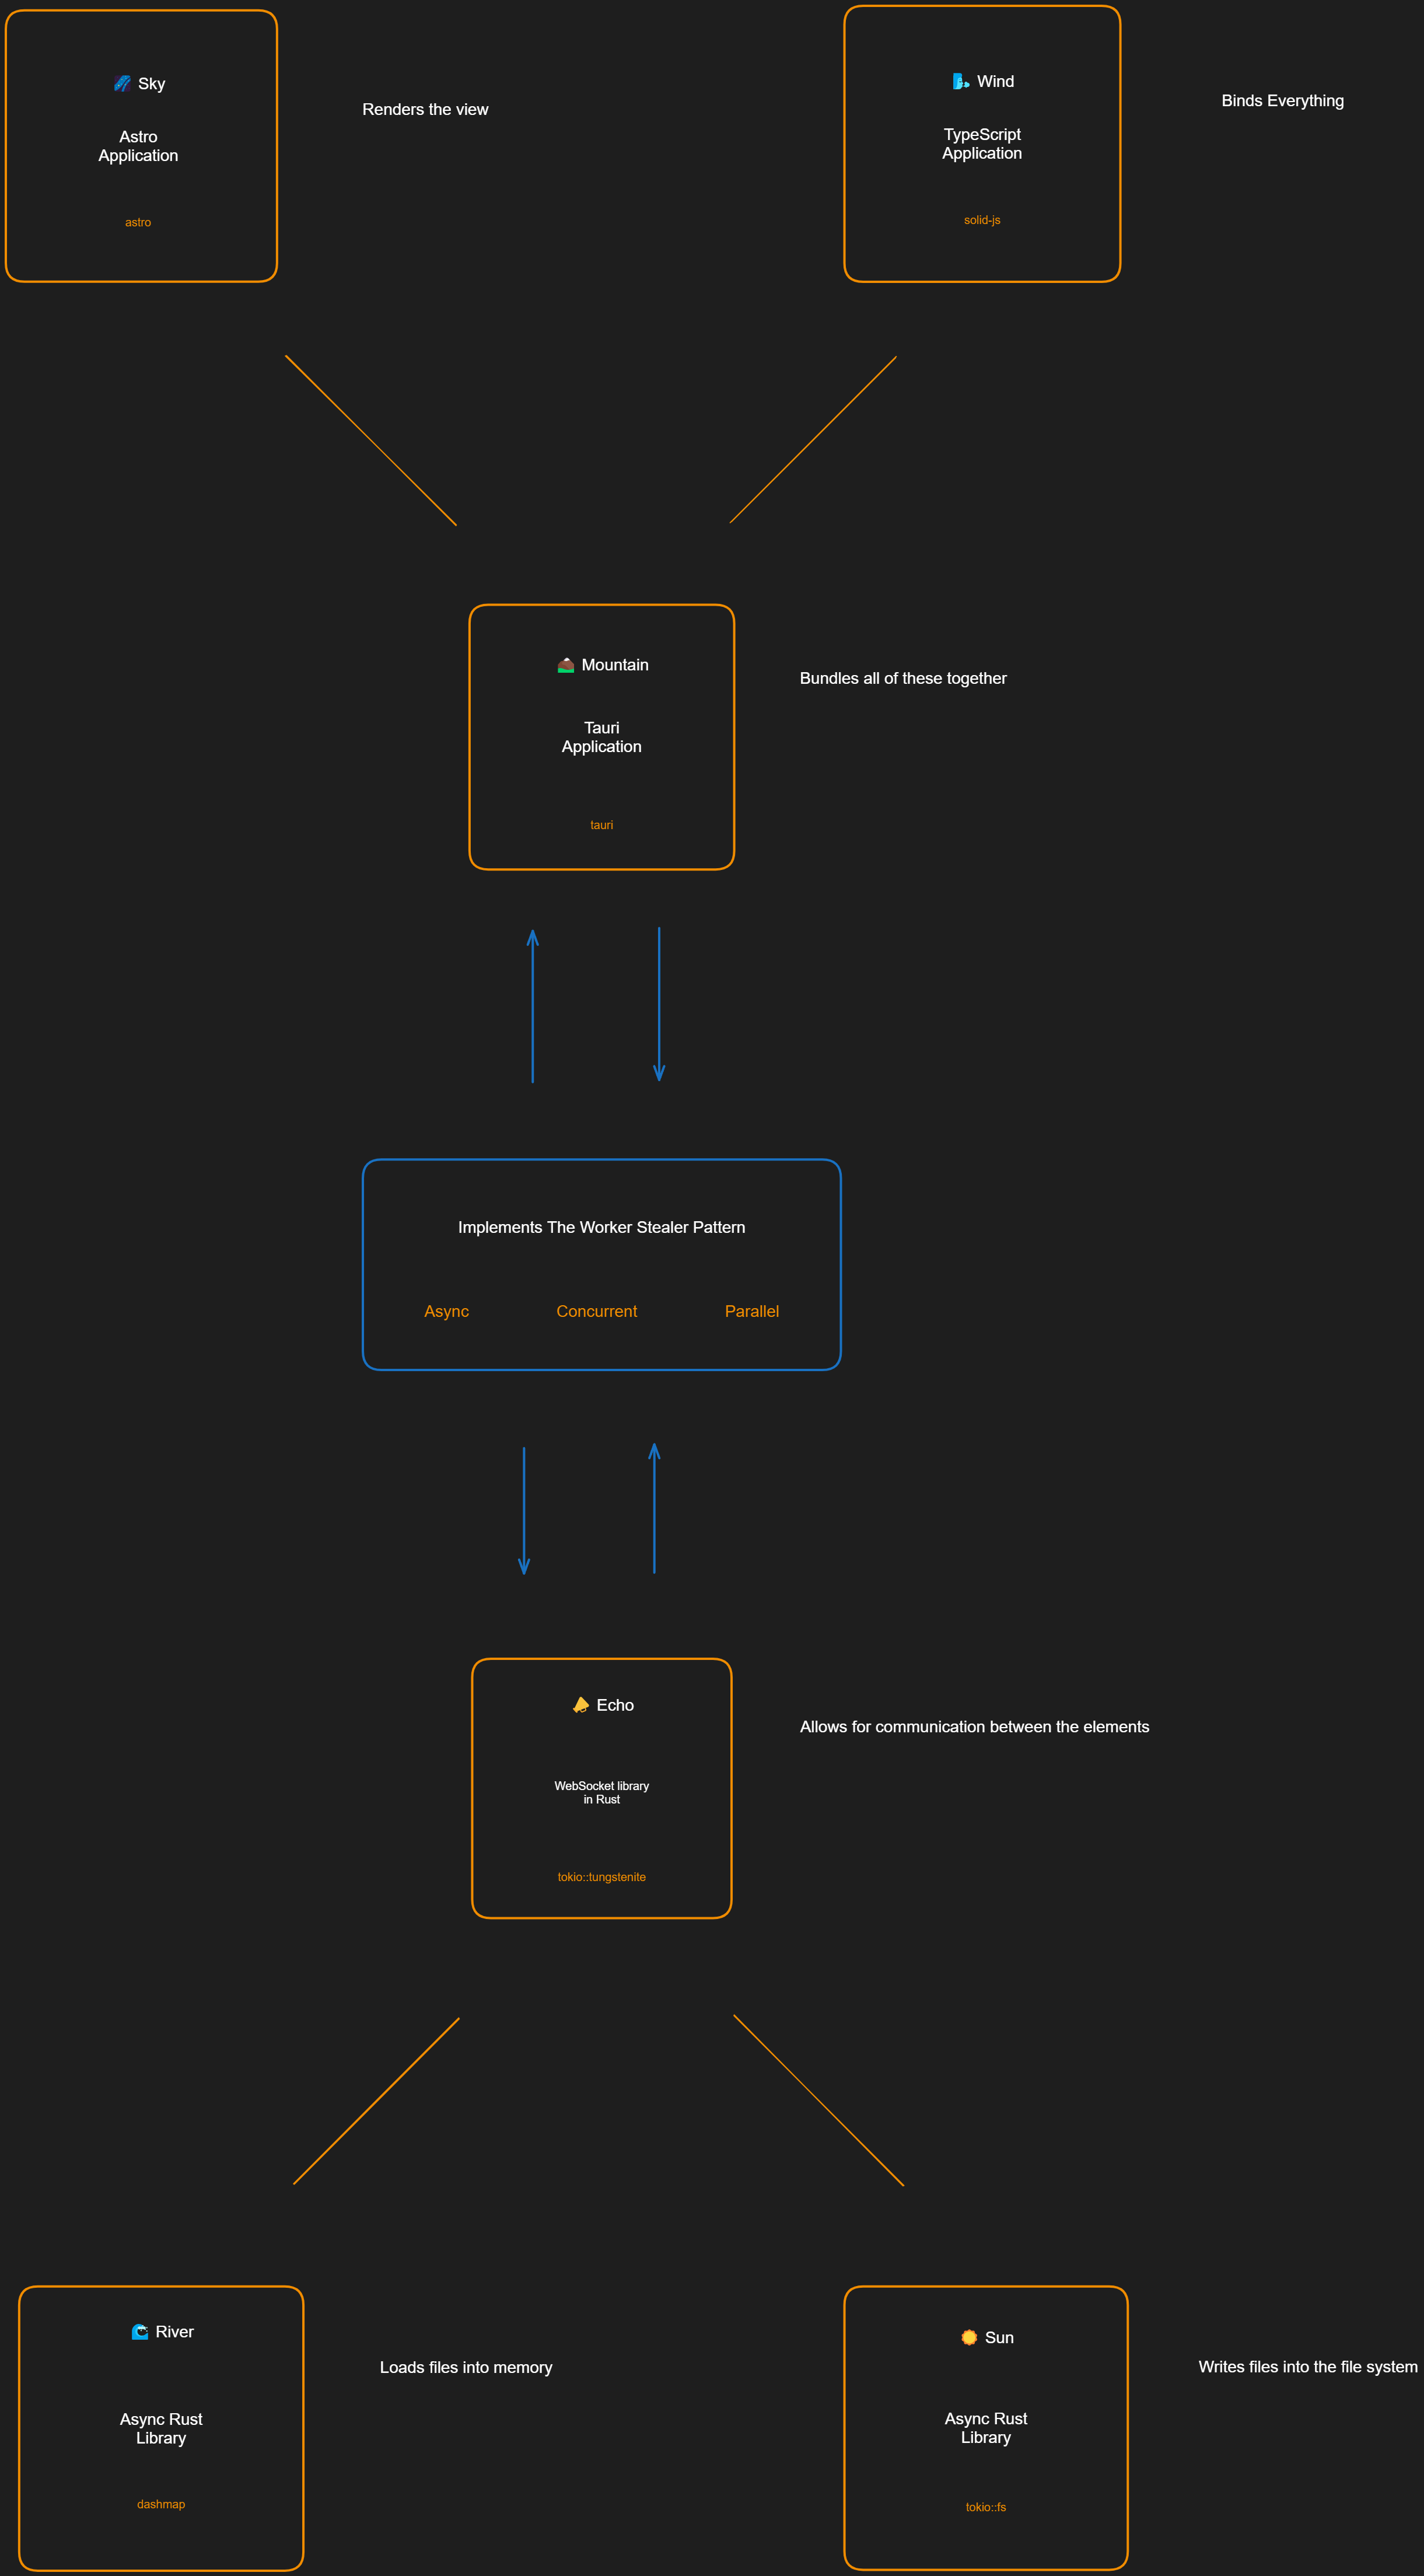 Sky
Astro
Application
astro
Renders the view
Wind
TypeScript
Application
solid-js
Binds Everything
Mountain
Tauri
Application
tauri
Bundles all of these together
Implements The Worker Stealer Pattern
Async Concurrent Parallel
Echo
WebSocket library
in Rust
tokio::tungstenite
Allows for communication between the elements
River
Async Rust
Library
dashmap
Loads files into memory
Sun
Async Rust
Library
tokio::fs
Writes files into the file system